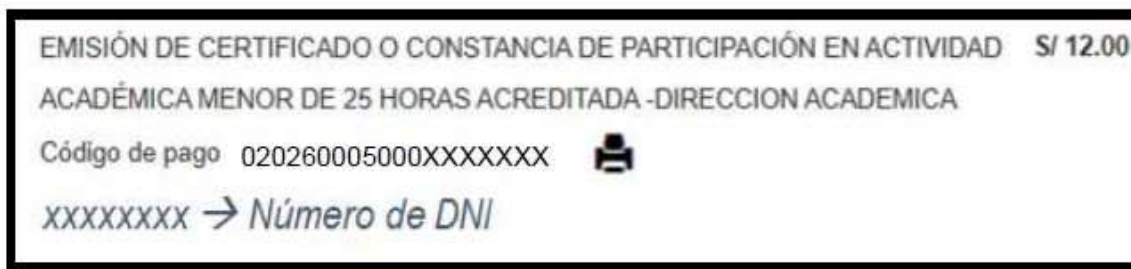 EMISIÓN DE CERTIFICADO O CONSTANCIA DE PARTICIPACIÓN EN ACTIVIDAD S/ 12.00
ACADÉMICA MENOR DE 25 HORAS ACREDITADA -DIRECCION ACADEMICA
Código de pago 020260005000XXXXXXX
xxxxxxxx → Número de DNI